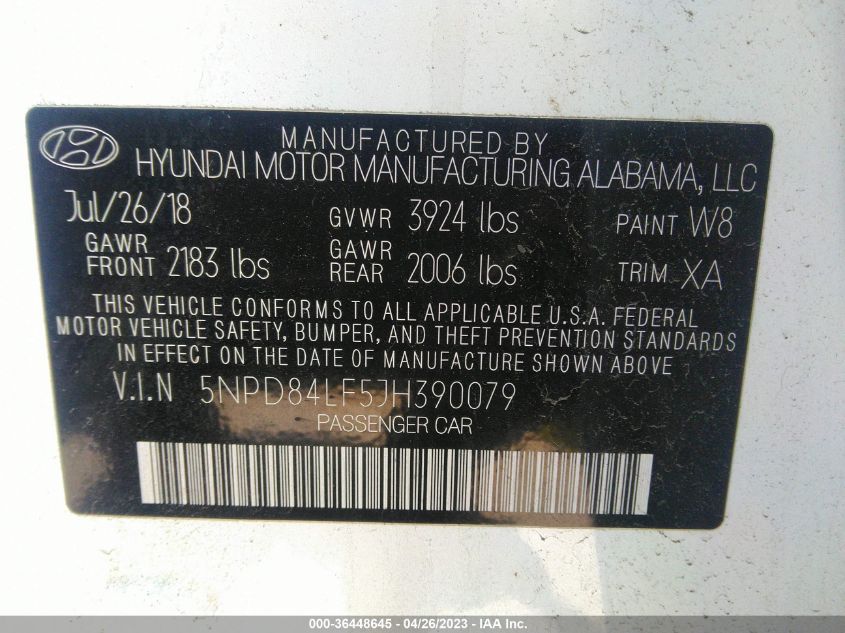 MANUFACTURED BY
HYUNDAI MOTOR MANUFACTURING ALABAMA, LLC
Jul/26/18 GVWR 3924 lbs PAINT W8
GAWR FRONT 2183 lbs GAWR REAR 2006 lbs TRIM XA
THIS VEHICLE CONFORMS TO ALL APPLICABLE U.S.A. FEDERAL
MOTOR VEHICLE SAFETY, BUMPER, AND THEFT PREVENTION STANDARDS
IN EFFECT ON THE DATE OF MANUFACTURE SHOWN ABOVE
V.I.N 5NPD84LF5JH390079
PASSENGER CAR
000-36448645 - 04/26/2023 - IAA Inc.